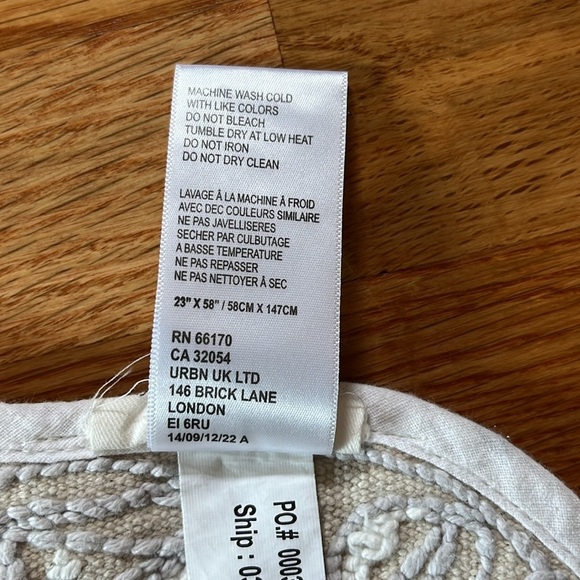 MACHINE WASH COLD
WITH LIKE COLORS
DO NOT BLEACH
TUMBLE DRY AT LOW HEAT
DO NOT IRON
DO NOT DRY CLEAN
LAVAGE À LA MACHINE À FROID
AVEC DEC COULEURS SIMILAIRE
NE PAS JAVELLISERES
SECHER PAR CULBUTAGE
A BASSE TEMPERATURE
NE PAS REPASSER
NE PAS NETTOYER À SEC
23" X 58" / 58CM X 147CM
RN 66170
CA 32054
URBN UK LTD
146 BRICK LANE
LONDON
EI 6RU
14/09/12/22 A
PO.# 0003
Ship : 03